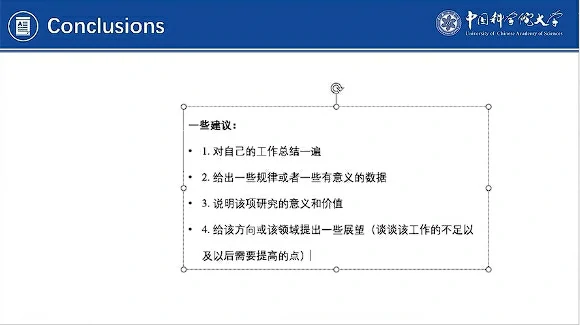 Conclusions
中国科学院大学
University of Chinese Academy of Sciences
一些建议：
• 1. 对自己的工作总结一遍
• 2. 给出一些规律或者一些有意义的数据
• 3. 说明该项研究的意义和价值
• 4. 给该方向或该领域提出一些展望（谈谈该工作的不足以
及以后需要提高的点）